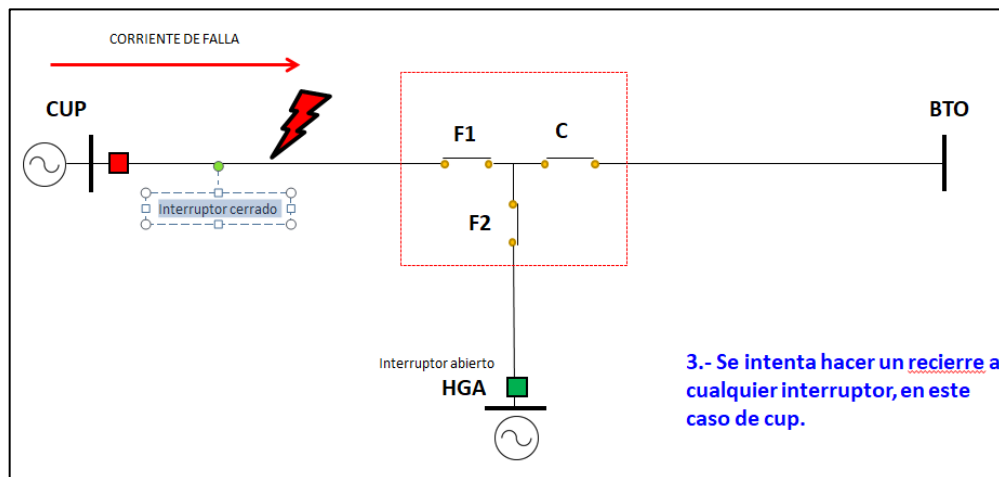 CORRIENTE DE FALLA
CUP
BTO
F1
C
Interruptor cerrado
F2
Interruptor abierto
HGA
3.- Se intenta hacer un recierre a
cualquier interruptor, en este
caso de cup.